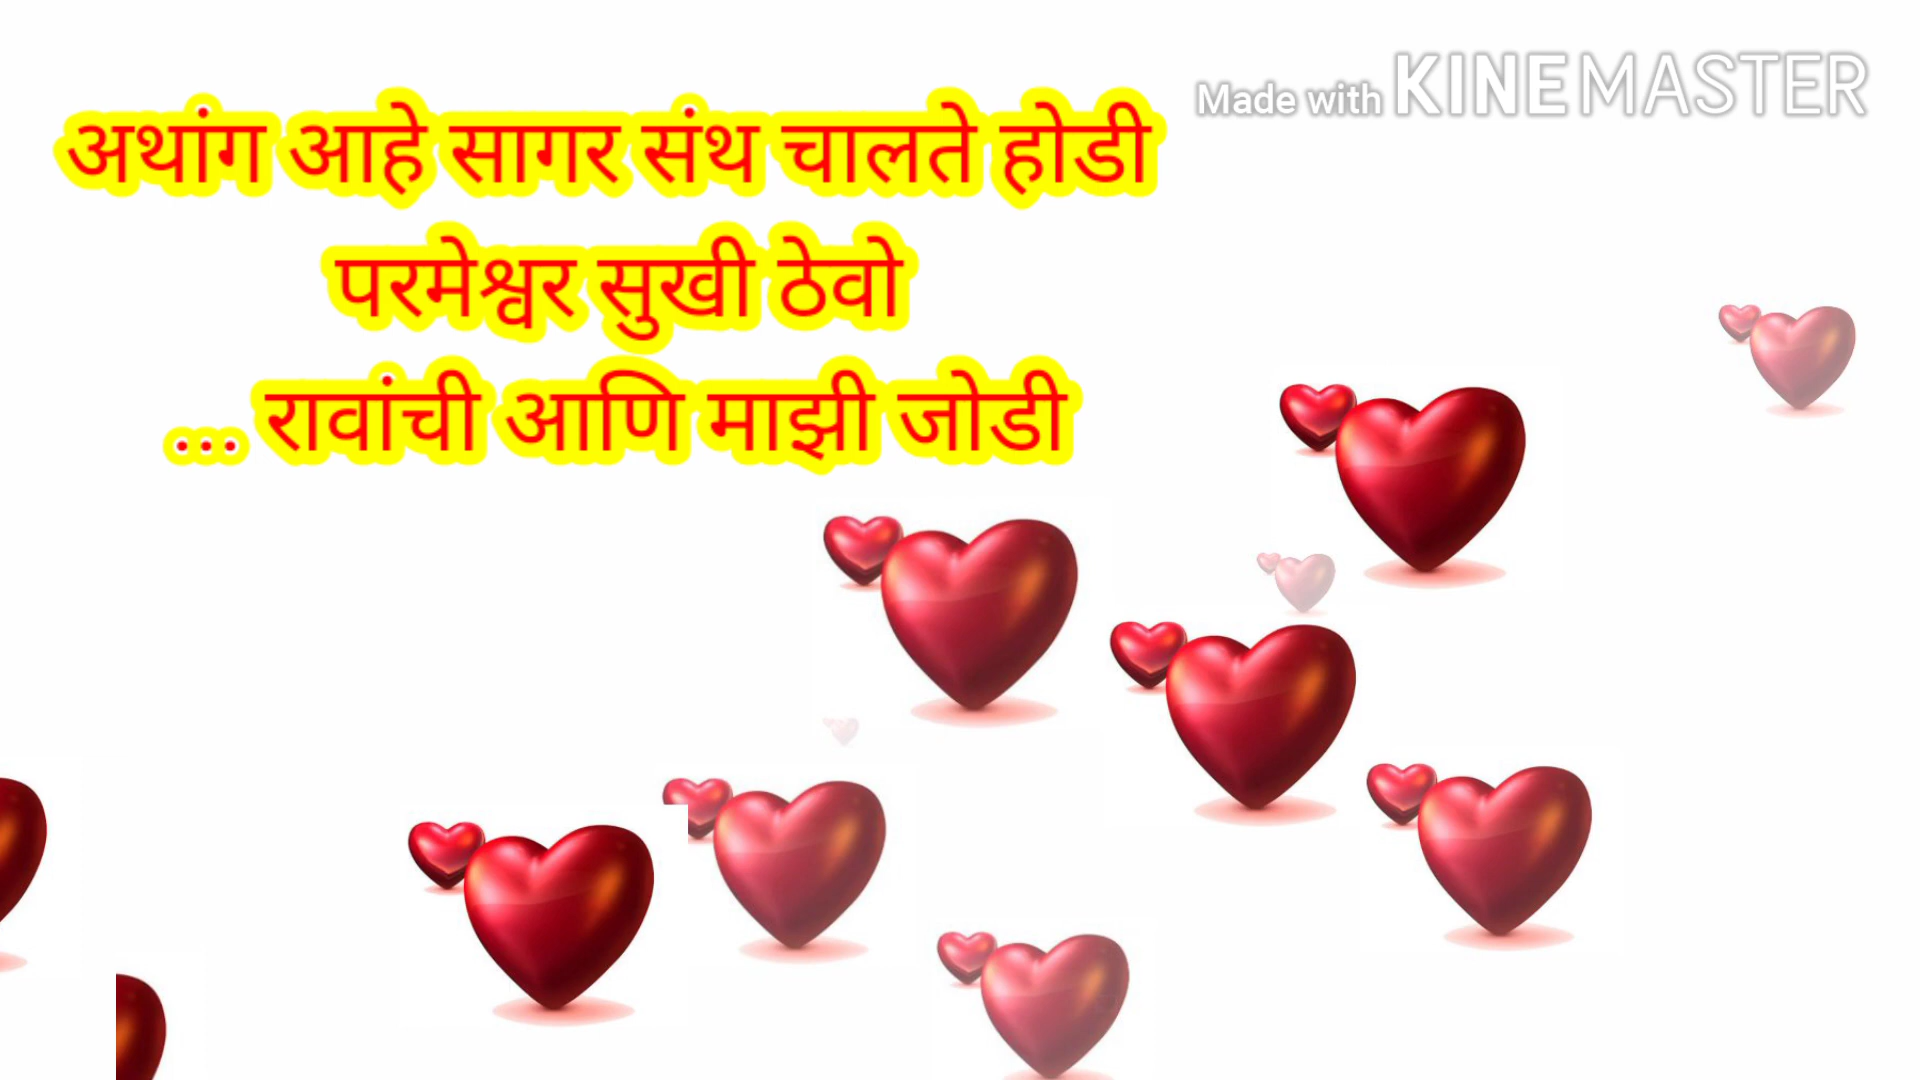 Made with KINEMASTER
अथांग आहे सागर संथ चालते होडी
परमेश्वर सुखी ठेवो
... रावांची आणि माझी जोडी